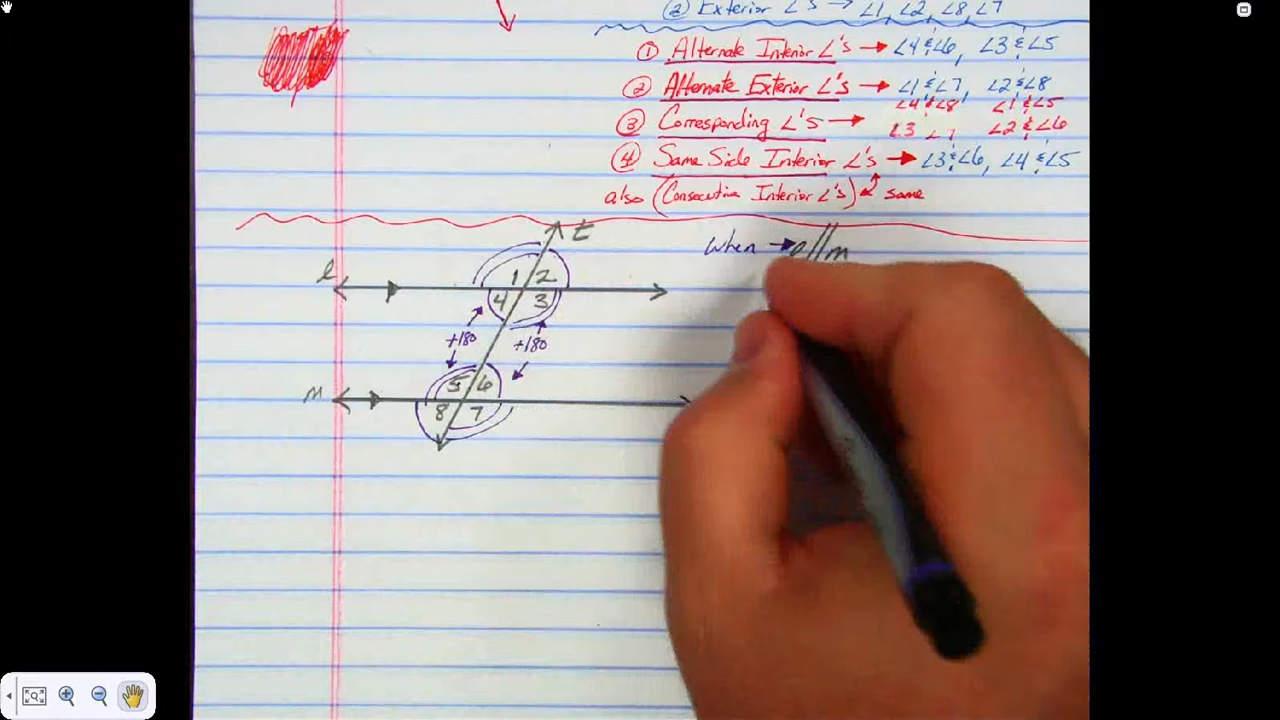 ② Exterior ∠'s → ∠1, ∠2, ∠8, ∠7
① Alternate Interior ∠'s → ∠4 & ∠6, ∠3 & ∠5
② Alternate Exterior ∠'s → ∠1 & ∠7, ∠2 & ∠8
∠4 & ∠8 ∠1 & ∠5
③ Corresponding ∠'s →
∠3 ∠7 ∠2 & ∠6
④ Same Side Interior ∠'s → ∠3 & ∠6, ∠4 & ∠5
also (Consecutive Interior ∠'s) same
t
When → l//m
l
1 2
4 3
+180 +180
m
5 6
8 7